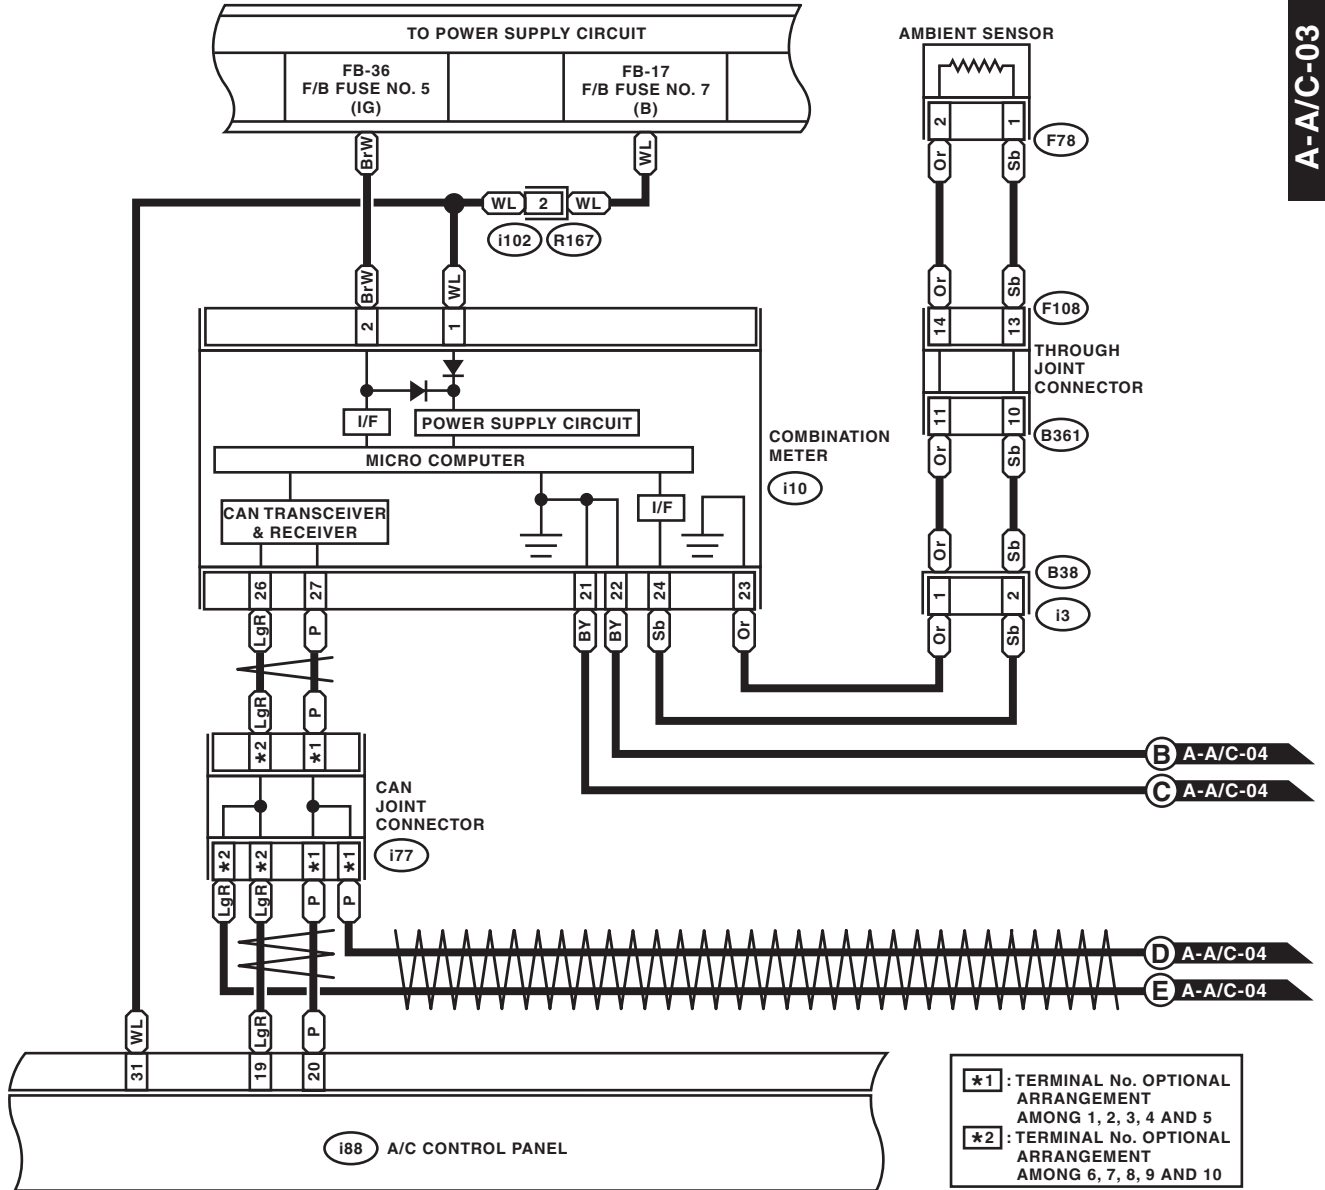 A-A/C-03
TO POWER SUPPLY CIRCUIT
FB-36
F/B FUSE NO. 5
(IG)
FB-17
F/B FUSE NO. 7
(B)
AMBIENT SENSOR
2
1
F78
BrW
WL
Or
Sb
WL
2
WL
i102
R167
BrW
WL
Or
Sb
F108
2
1
14
13
THROUGH
JOINT
CONNECTOR
I/F
POWER SUPPLY CIRCUIT
11
10
B361
MICRO COMPUTER
COMBINATION
METER
i10
Or
Sb
CAN TRANSCEIVER
& RECEIVER
I/F
Or
Sb
B38
26
27
21
22
24
23
1
2
i3
LgR
P
BY
BY
Sb
Or
Or
Sb
LgR
P
*2
*1
B
A-A/C-04
C
A-A/C-04
CAN
JOINT
CONNECTOR
i77
*2
*2
*1
*1
LgR
LgR
P
P
D
A-A/C-04
E
A-A/C-04
WL
LgR
P
31
19
20
i88
A/C CONTROL PANEL
*1 : TERMINAL No. OPTIONAL
ARRANGEMENT
AMONG 1, 2, 3, 4 AND 5
*2 : TERMINAL No. OPTIONAL
ARRANGEMENT
AMONG 6, 7, 8, 9 AND 10